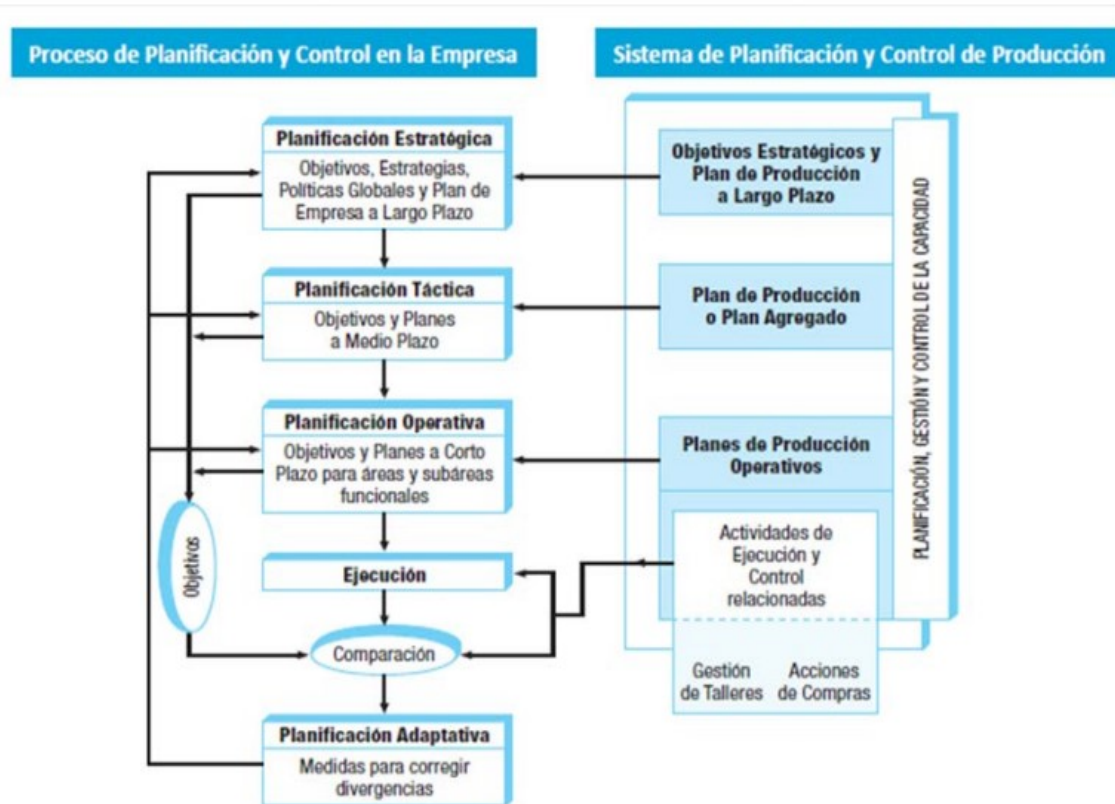 Proceso de Planificación y Control en la Empresa
Sistema de Planificación y Control de Producción
Planificación Estratégica
Objetivos, Estrategias,
Políticas Globales y Plan de
Empresa a Largo Plazo
Planificación Táctica
Objetivos y Planes
a Medio Plazo
Planificación Operativa
Objetivos y Planes a Corto
Plazo para áreas y subáreas
funcionales
Objetivos
Ejecución
Comparación
Planificación Adaptativa
Medidas para corregir
divergencias
Objetivos Estratégicos y
Plan de Producción
a Largo Plazo
Plan de Producción
o Plan Agregado
Planes de Producción
Operativos
Actividades de
Ejecución y
Control
relacionadas
Gestión
de Talleres
Acciones
de Compras
PLANIFICACIÓN, GESTIÓN Y CONTROL DE LA CAPACIDAD